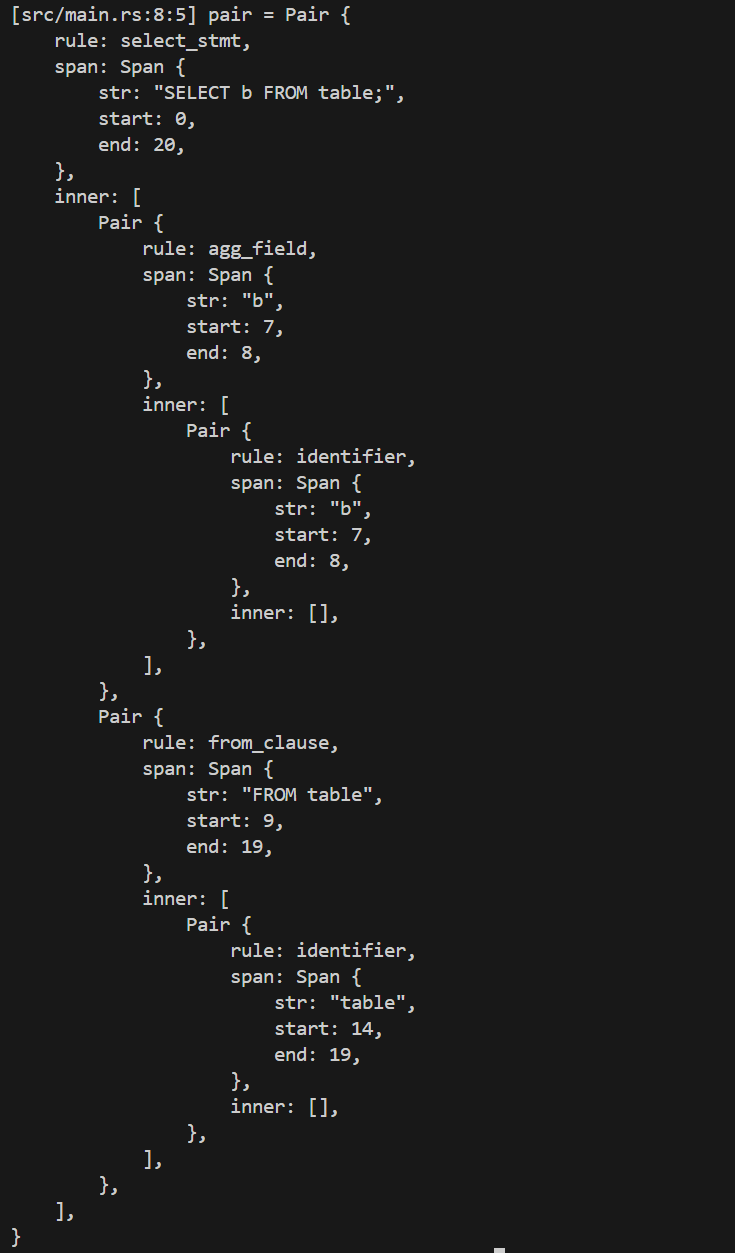 [src/main.rs:8:5] pair = Pair {
    rule: select_stmt,
    span: Span {
        str: "SELECT b FROM table;",
        start: 0,
        end: 20,
    },
    inner: [
        Pair {
            rule: agg_field,
            span: Span {
                str: "b",
                start: 7,
                end: 8,
            },
            inner: [
                Pair {
                    rule: identifier,
                    span: Span {
                        str: "b",
                        start: 7,
                        end: 8,
                    },
                    inner: [],
                },
            ],
        },
        Pair {
            rule: from_clause,
            span: Span {
                str: "FROM table",
                start: 9,
                end: 19,
            },
            inner: [
                Pair {
                    rule: identifier,
                    span: Span {
                        str: "table",
                        start: 14,
                        end: 19,
                    },
                    inner: [],
                },
            ],
        },
    ],
}